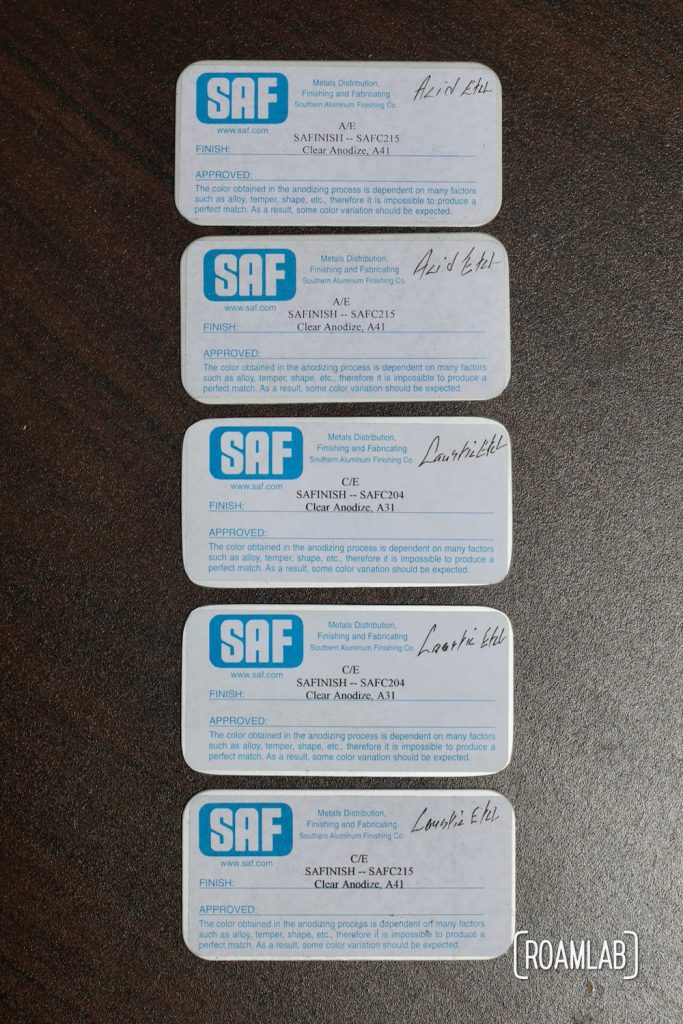 SAF
www.saf.com
Metals Distribution,
Finishing and Fabricating
Southern Aluminum Finishing Co.
Acid Etch
A/E
SAFINISH -- SAFC215
FINISH: Clear Anodize, A41
APPROVED:
The color obtained in the anodizing process is dependent on many factors
such as alloy, temper, shape, etc., therefore it is impossible to produce a
perfect match. As a result, some color variation should be expected.
SAF
www.saf.com
Metals Distribution,
Finishing and Fabricating
Southern Aluminum Finishing Co.
Acid Etch
A/E
SAFINISH -- SAFC215
FINISH: Clear Anodize, A41
APPROVED:
The color obtained in the anodizing process is dependent on many factors
such as alloy, temper, shape, etc., therefore it is impossible to produce a
perfect match. As a result, some color variation should be expected.
SAF
www.saf.com
Metals Distribution,
Finishing and Fabricating
Southern Aluminum Finishing Co.
Caustic Etch
C/E
SAFINISH -- SAFC204
FINISH: Clear Anodize, A31
APPROVED:
The color obtained in the anodizing process is dependent on many factors
such as alloy, temper, shape, etc., therefore it is impossible to produce a
perfect match. As a result, some color variation should be expected.
SAF
www.saf.com
Metals Distribution,
Finishing and Fabricating
Southern Aluminum Finishing Co.
Caustic Etch
C/E
SAFINISH -- SAFC204
FINISH: Clear Anodize, A31
APPROVED:
The color obtained in the anodizing process is dependent on many factors
such as alloy, temper, shape, etc., therefore it is impossible to produce a
perfect match. As a result, some color variation should be expected.
SAF
www.saf.com
Metals Distribution,
Finishing and Fabricating
Southern Aluminum Finishing Co.
Caustic Etch
C/E
SAFINISH -- SAFC215
FINISH: Clear Anodize, A41
APPROVED:
The color obtained in the anodizing process is dependent on many factors
such as alloy, temper, shape, etc., therefore it is impossible to produce a
perfect match. As a result, some color variation should be expected.
[ROAMLAB]